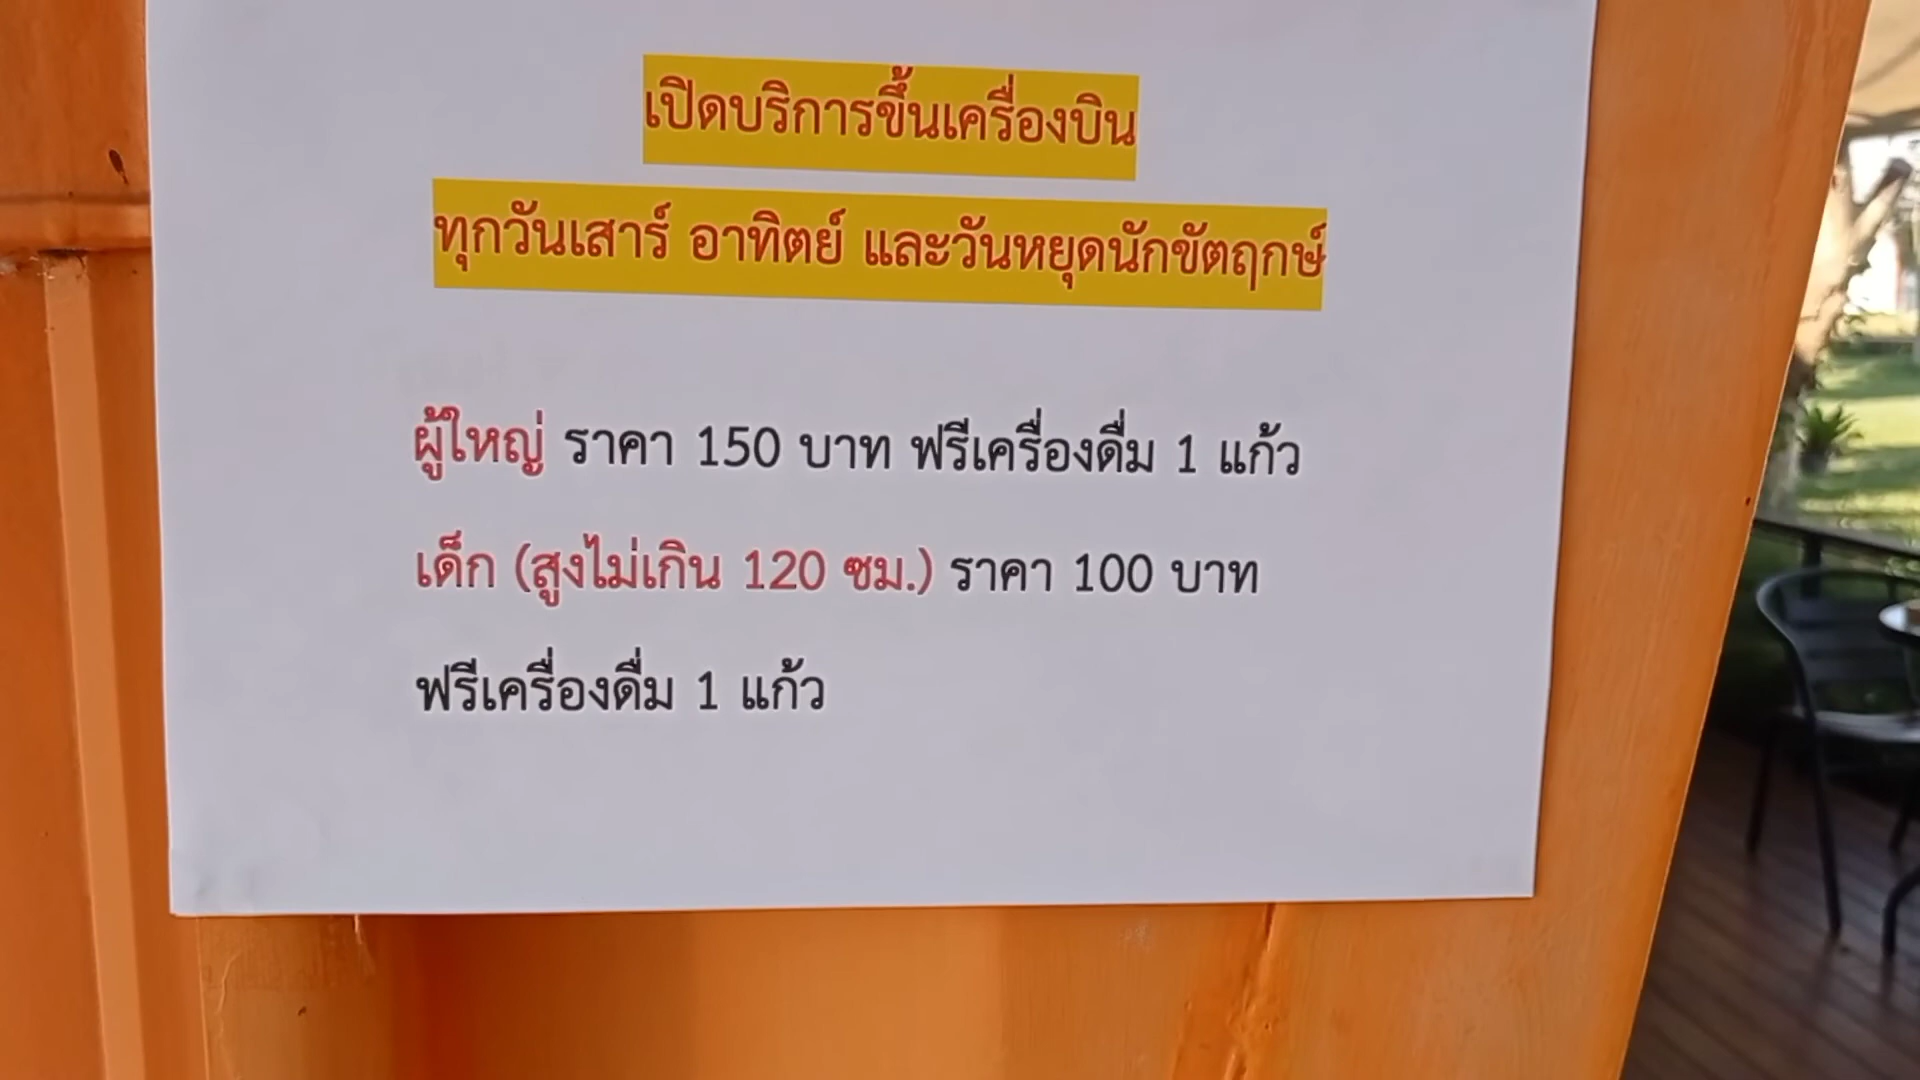 เปิดบริการขึ้นเครื่องบิน
ทุกวันเสาร์ อาทิตย์ และวันหยุดนักขัตฤกษ์
ผู้ใหญ่ ราคา 150 บาท ฟรีเครื่องดื่ม 1 แก้ว
เด็ก (สูงไม่เกิน 120 ซม.) ราคา 100 บาท
ฟรีเครื่องดื่ม 1 แก้ว